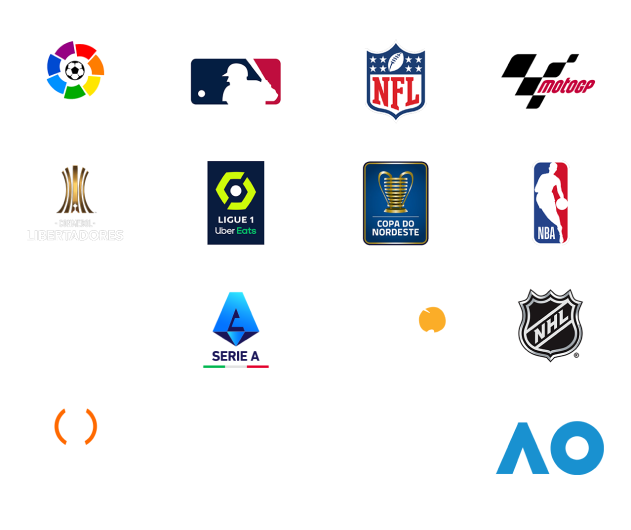 NFL
motoGP
CONMEBOL
LIBERTADORES
LIGUE 1
Uber Eats
COPA DO
NORDESTE
NBA
SERIE A
NHL
®
AO